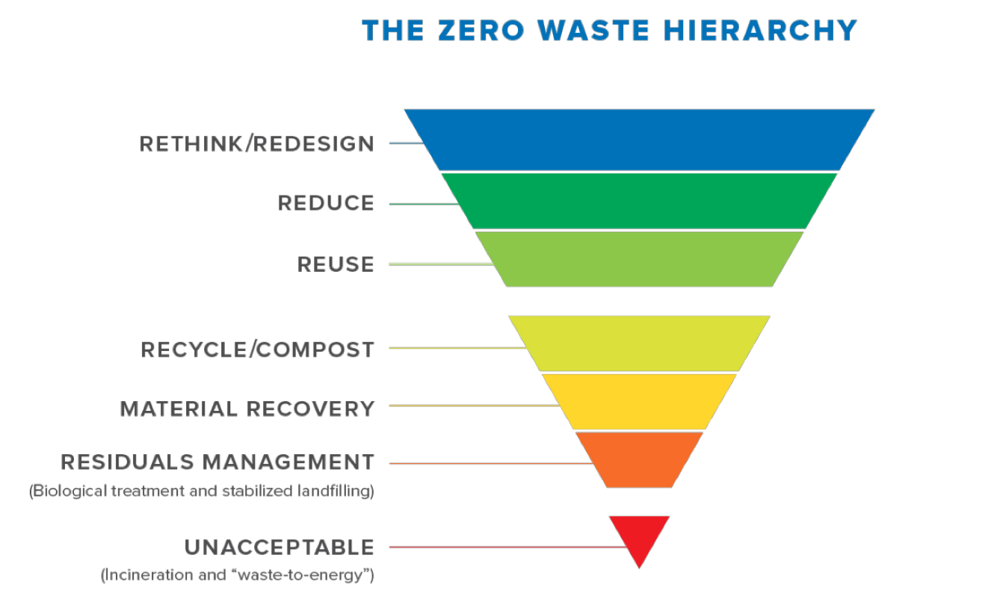 THE ZERO WASTE HIERARCHY
RETHINK/REDESIGN
REDUCE
REUSE
RECYCLE/COMPOST
MATERIAL RECOVERY
RESIDUALS MANAGEMENT
(Biological treatment and stabilized landfilling)
UNACCEPTABLE
(Incineration and “waste-to-energy”)